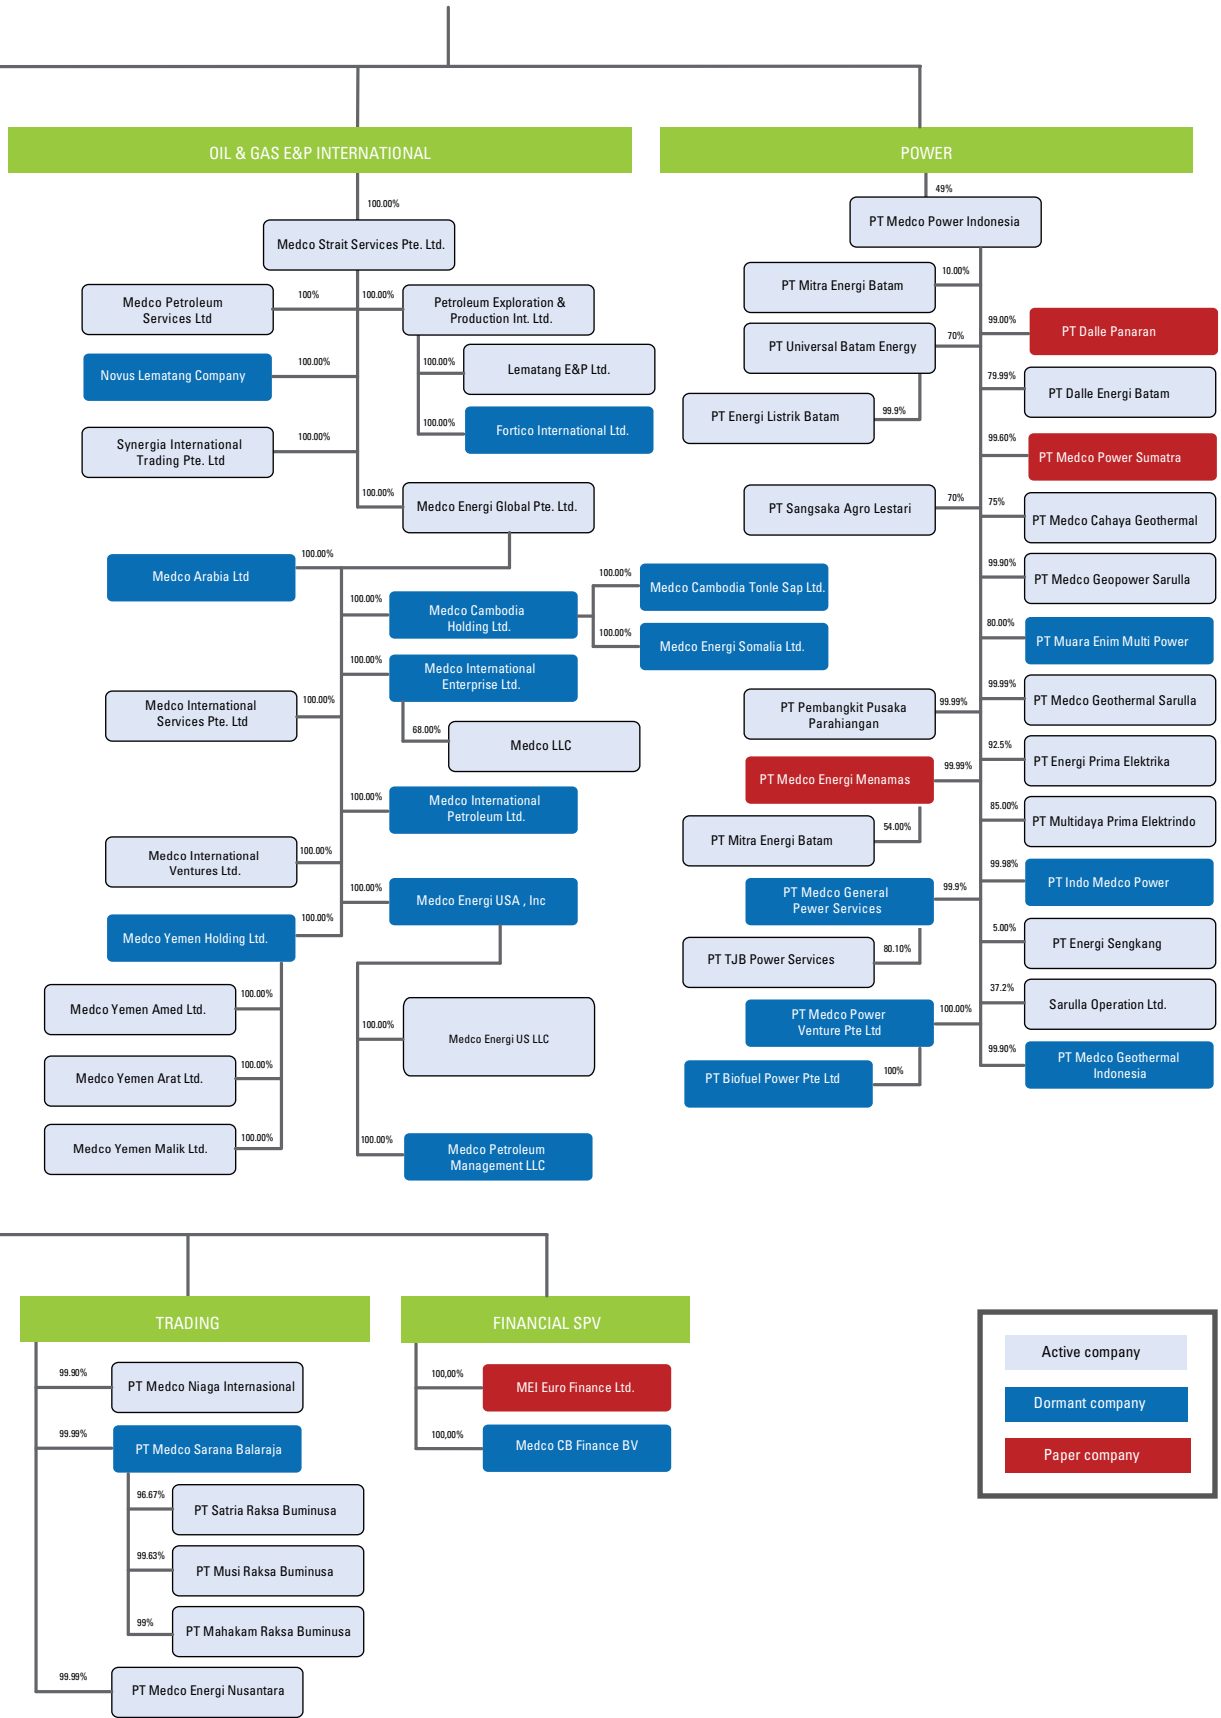 OIL & GAS E&P INTERNATIONAL
100.00%
Medco Strait Services Pte. Ltd.
100%
Medco Petroleum
Services Ltd
100.00%
Petroleum Exploration &
Production Int. Ltd.
100.00%
Lematang E&P Ltd.
100.00%
Fortico International Ltd.
100.00%
Novus Lematang Company
100.00%
Synergia International
Trading Pte. Ltd
100.00%
Medco Energi Global Pte. Ltd.
100.00%
Medco Arabia Ltd
100.00%
Medco Cambodia
Holding Ltd.
100.00%
Medco Cambodia Tonle Sap Ltd.
100.00%
Medco Energi Somalia Ltd.
100.00%
Medco International
Enterprise Ltd.
68.00%
Medco LLC
100.00%
Medco International
Services Pte. Ltd
100.00%
Medco International
Petroleum Ltd.
100.00%
Medco International
Ventures Ltd.
100.00%
Medco Energi USA , Inc
100.00%
Medco Energi US LLC
100.00%
Medco Petroleum
Management LLC
100.00%
Medco Yemen Holding Ltd.
100.00%
Medco Yemen Amed Ltd.
100.00%
Medco Yemen Arat Ltd.
100.00%
Medco Yemen Malik Ltd.
POWER
49%
PT Medco Power Indonesia
10.00%
PT Mitra Energi Batam
99.00%
PT Dalle Panaran
70%
PT Universal Batam Energy
99.9%
PT Energi Listrik Batam
79.99%
PT Dalle Energi Batam
99.60%
PT Medco Power Sumatra
70%
PT Sangsaka Agro Lestari
75%
PT Medco Cahaya Geothermal
99.90%
PT Medco Geopower Sarulla
80.00%
PT Muara Enim Multi Power
99.99%
PT Medco Geothermal Sarulla
99.99%
PT Pembangkit Pusaka
Parahiangan
92.5%
PT Energi Prima Elektrika
99.99%
PT Medco Energi Menamas
54.00%
PT Mitra Energi Batam
85.00%
PT Multidaya Prima Elektrindo
99.98%
PT Indo Medco Power
99.9%
PT Medco General
Pewer Services
80.10%
PT TJB Power Services
5.00%
PT Energi Sengkang
37.2%
Sarulla Operation Ltd.
100.00%
PT Medco Power
Venture Pte Ltd
100%
PT Biofuel Power Pte Ltd
99.90%
PT Medco Geothermal
Indonesia
TRADING
99.90%
PT Medco Niaga Internasional
99.99%
PT Medco Sarana Balaraja
96.67%
PT Satria Raksa Buminusa
99.63%
PT Musi Raksa Buminusa
99%
PT Mahakam Raksa Buminusa
99.99%
PT Medco Energi Nusantara
FINANCIAL SPV
100,00%
MEI Euro Finance Ltd.
100,00%
Medco CB Finance BV
Active company
Dormant company
Paper company